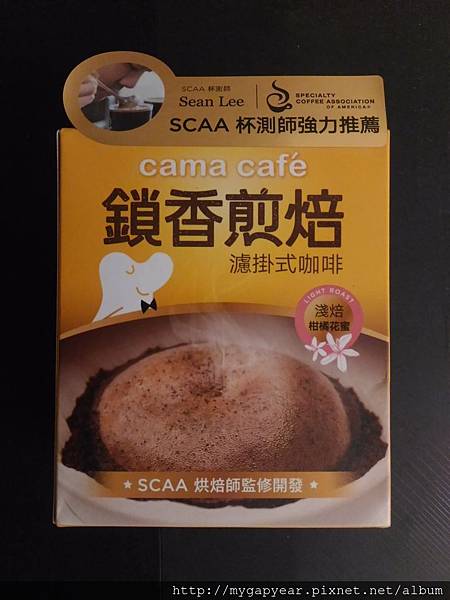 SCAA 杯測師
Sean Lee
SPECIALTY
COFFEE ASSOCIATION
OF AMERICA®
SCAA 杯測師強力推薦
cama café
鎖香煎焙
濾掛式咖啡
LIGHT ROAST
淺焙
柑橘花蜜
★ SCAA 烘焙師監修開發 ★
http://mygapyear.pixnet.net/album